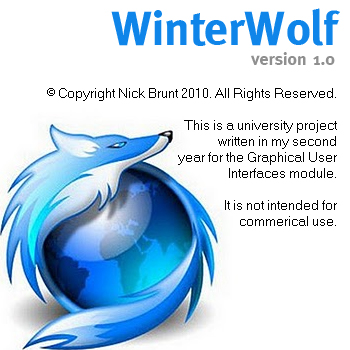 WinterWolf
version 1.0
© Copyright Nick Brunt 2010. All Rights Reserved.
This is a university project
written in my second
year for the Graphical User
Interfaces module.
It is not intended for
commerical use.